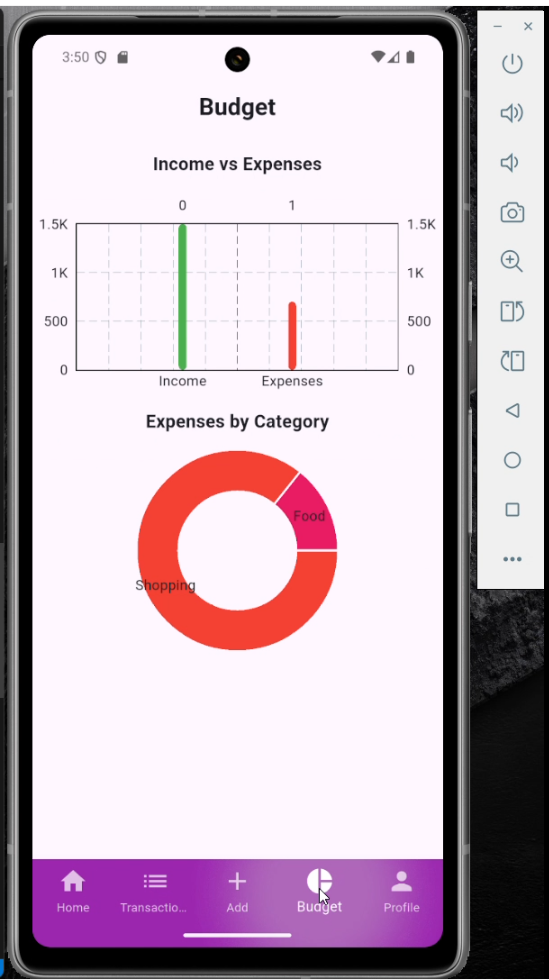 3:50
Budget
Income vs Expenses
0 1
1.5K 1.5K
1K 1K
500 500
0 0
Income Expenses
Expenses by Category
Food
Shopping
Home Transactio... Add Budget Profile